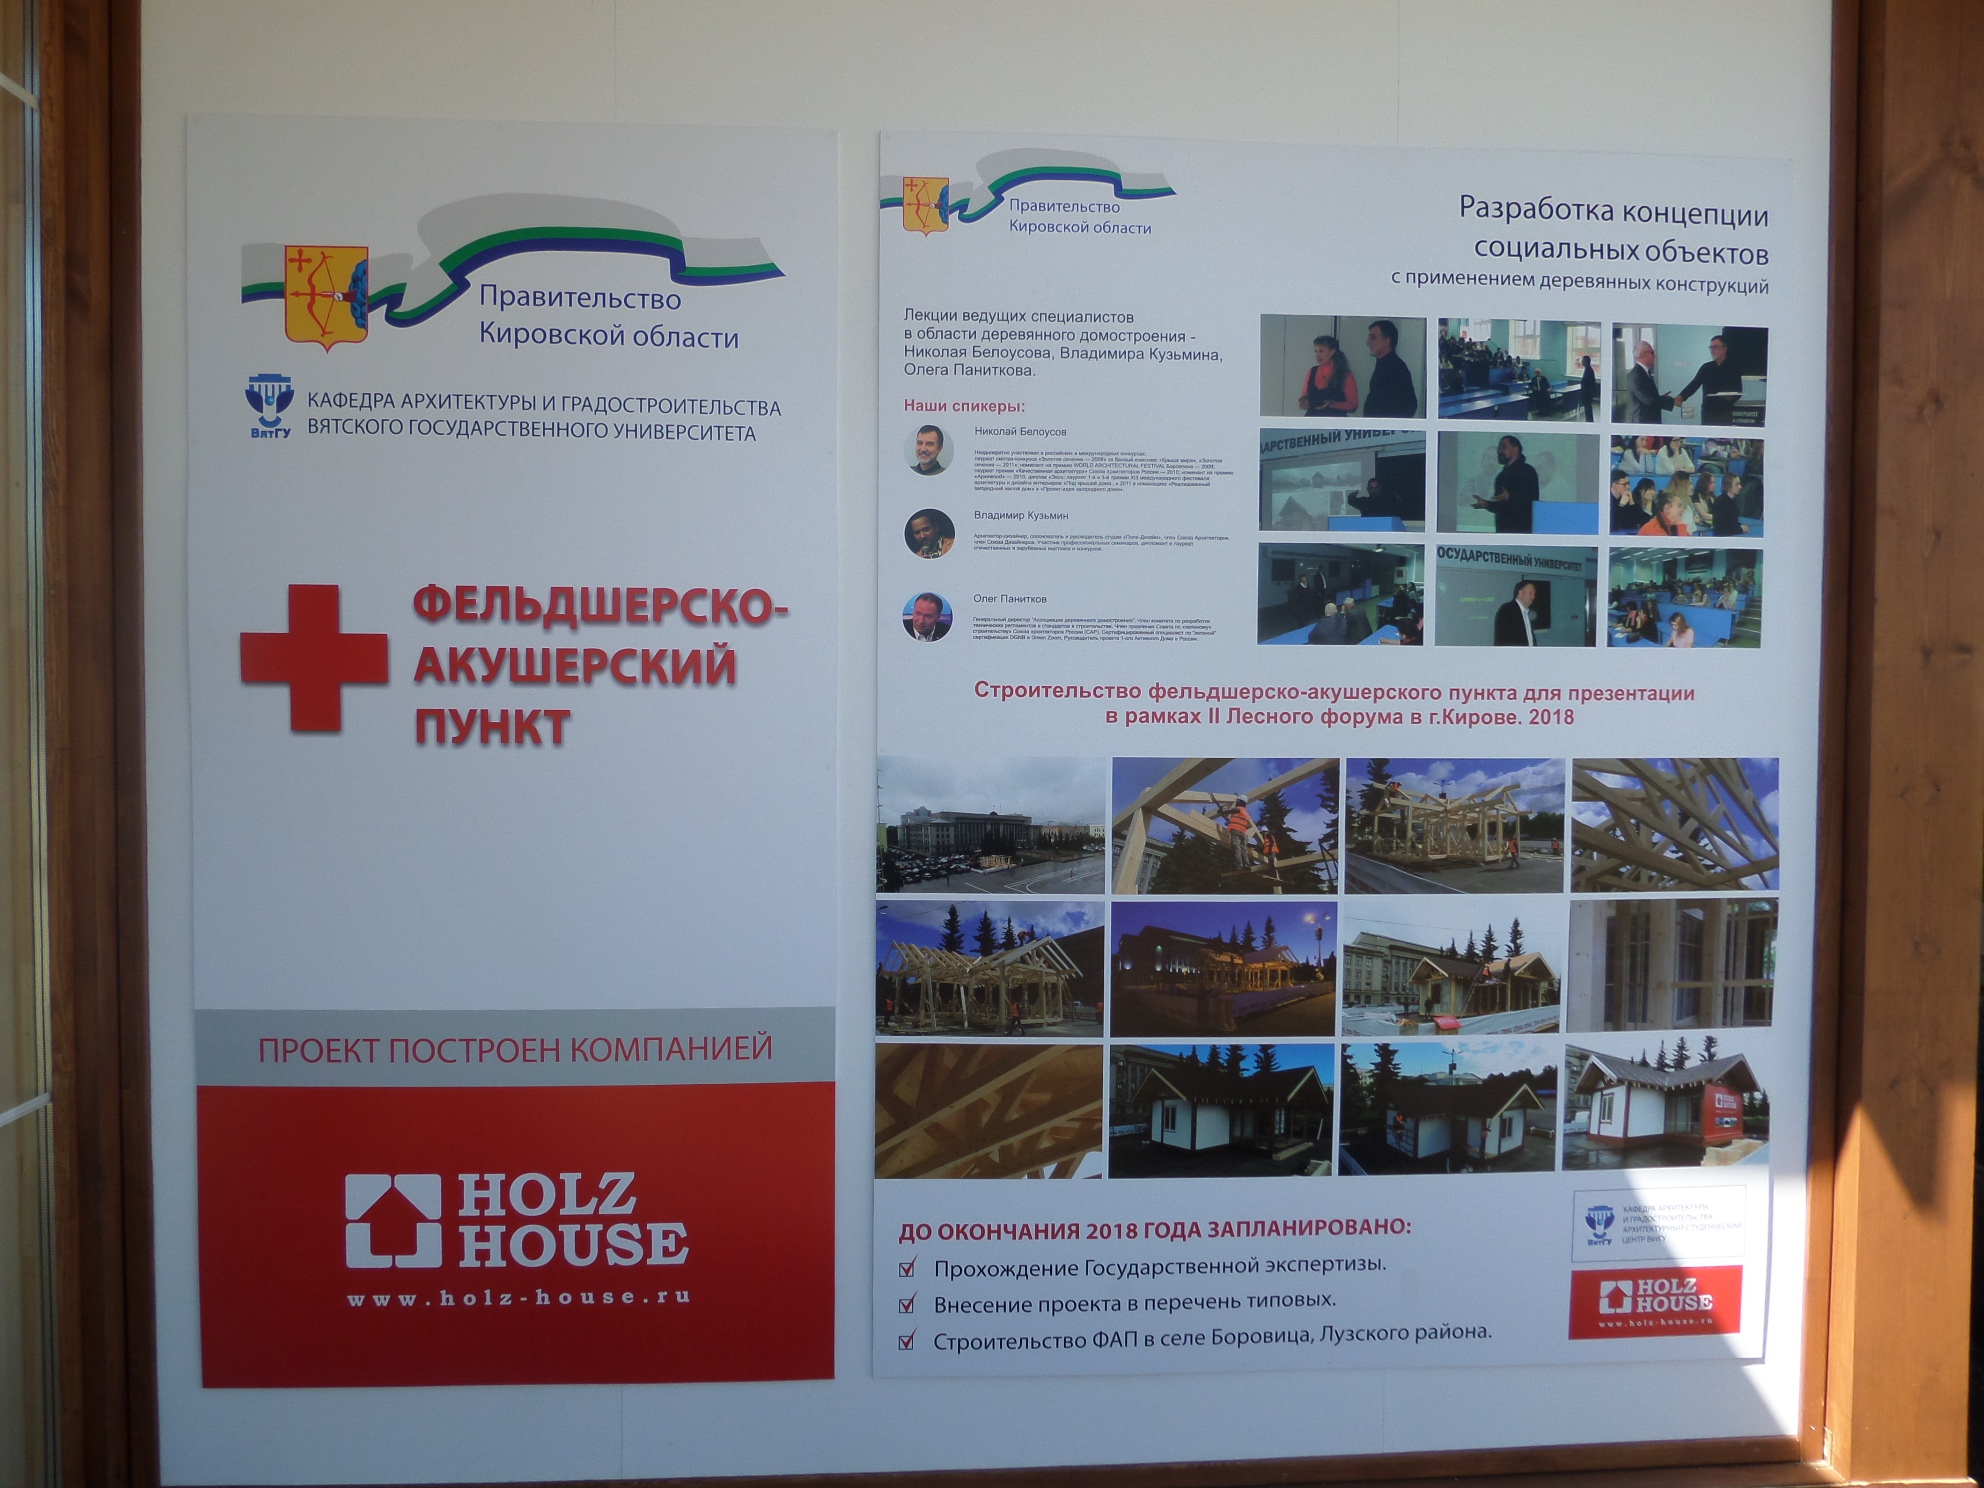 Правительство
Кировской области
ВятГУ
КАФЕДРА АРХИТЕКТУРЫ И ГРАДОСТРОИТЕЛЬСТВА
ВЯТСКОГО ГОСУДАРСТВЕННОГО УНИВЕРСИТЕТА
ФЕЛЬДШЕРСКО-
АКУШЕРСКИЙ
ПУНКТ
ПРОЕКТ ПОСТРОЕН КОМПАНИЕЙ
HOLZ
HOUSE
www.holz-house.ru
Правительство
Кировской области
Разработка концепции
социальных объектов
с применением деревянных конструкций
Лекции ведущих специалистов
в области деревянного домостроения -
Николая Белоусова, Владимира Кузьмина,
Олега Паниткова.
Наши спикеры:
Николай Белоусов
Владимир Кузьмин
Олег Панитков
ОСУДАРСТВЕННЫЙ УНИВЕРСИТЕТ
Строительство фельдшерско-акушерского пункта для презентации
в рамках II Лесного форума в г.Кирове. 2018
ДО ОКОНЧАНИЯ 2018 ГОДА ЗАПЛАНИРОВАНО:
Прохождение Государственной экспертизы.
Внесение проекта в перечень типовых.
Строительство ФАП в селе Боровица, Лузского района.
ВятГУ
КАФЕДРА АРХИТЕКТУРЫ
И ГРАДОСТРОИТЕЛЬСТВА
АРХИТЕКТУРНЫЙ СТУДЕНЧЕСКИЙ
ЦЕНТР ВятГУ
HOLZ
HOUSE
www.holz-house.ru